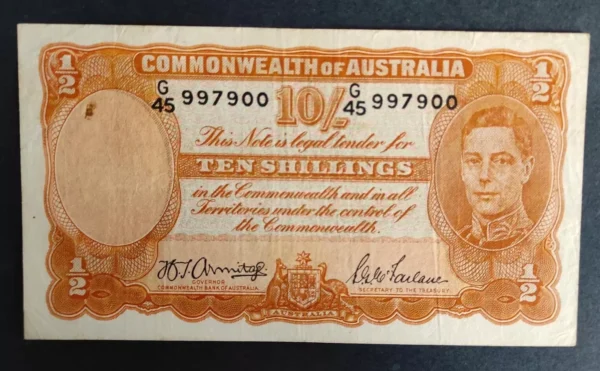 1/2 1/2
COMMONWEALTH OF AUSTRALIA
G/45 997900 10/- G/45 997900
This Note is legal tender for
TEN SHILLINGS
in the Commonwealth and in all
Territories under the control of
the Commonwealth.
H.T. Armitage S.G. McFarlane
GOVERNOR SECRETARY TO THE TREASURY.
COMMONWEALTH BANK OF AUSTRALIA.
1/2 1/2
AUSTRALIA